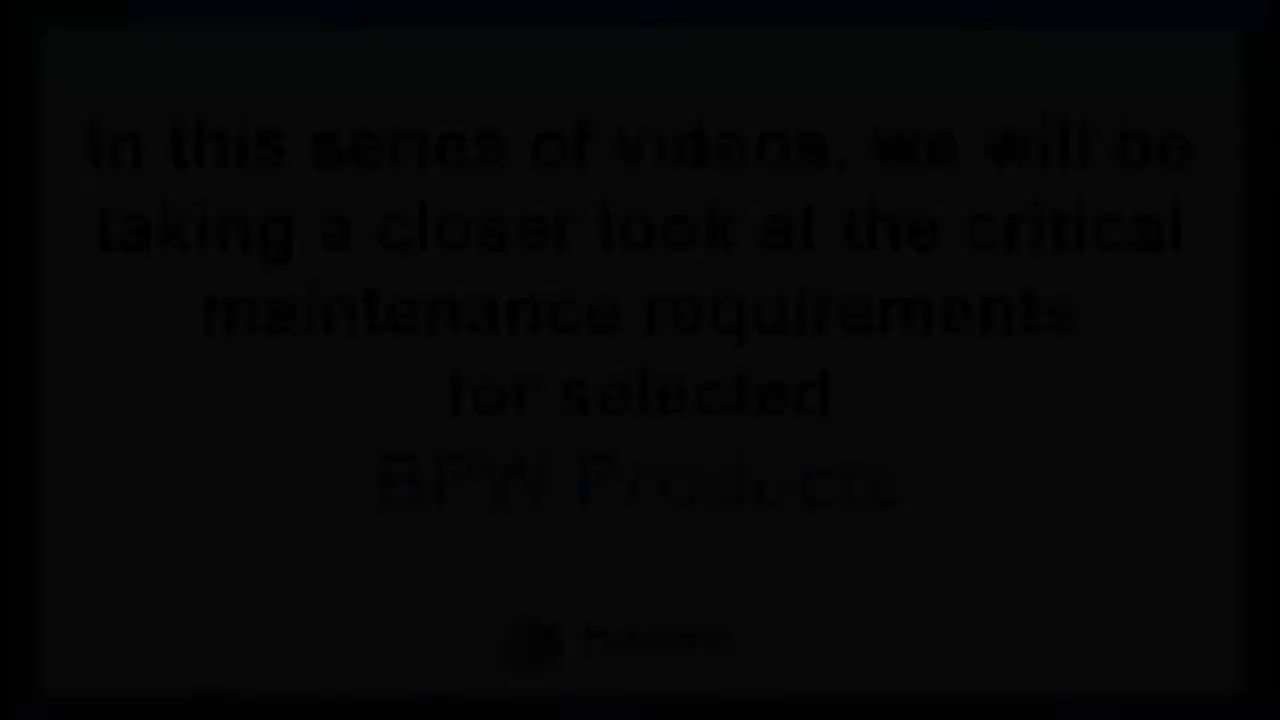 In this series of videos, we will be
taking a closer look at the critical
maintenance requirements
for selected
BPW Products